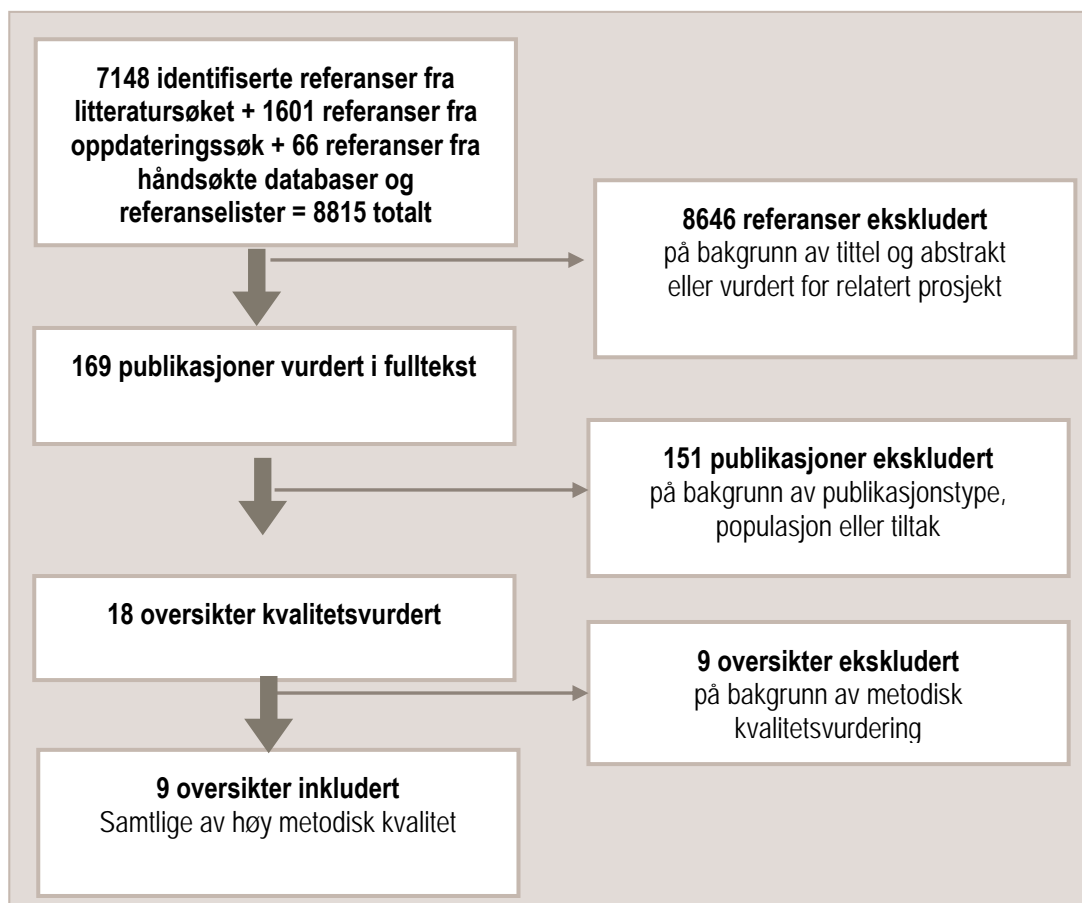 7148 identifiserte referanser fra
litteratursøket + 1601 referanser fra
oppdateringssøk + 66 referanser fra
håndsøkte databaser og
referanselister = 8815 totalt
8646 referanser ekskludert
på bakgrunn av tittel og abstrakt
eller vurdert for relatert prosjekt
169 publikasjoner vurdert i fulltekst
151 publikasjoner ekskludert
på bakgrunn av publikasjonstype,
populasjon eller tiltak
18 oversikter kvalitetsvurdert
9 oversikter ekskludert
på bakgrunn av metodisk
kvalitetsvurdering
9 oversikter inkludert
Samtlige av høy metodisk kvalitet